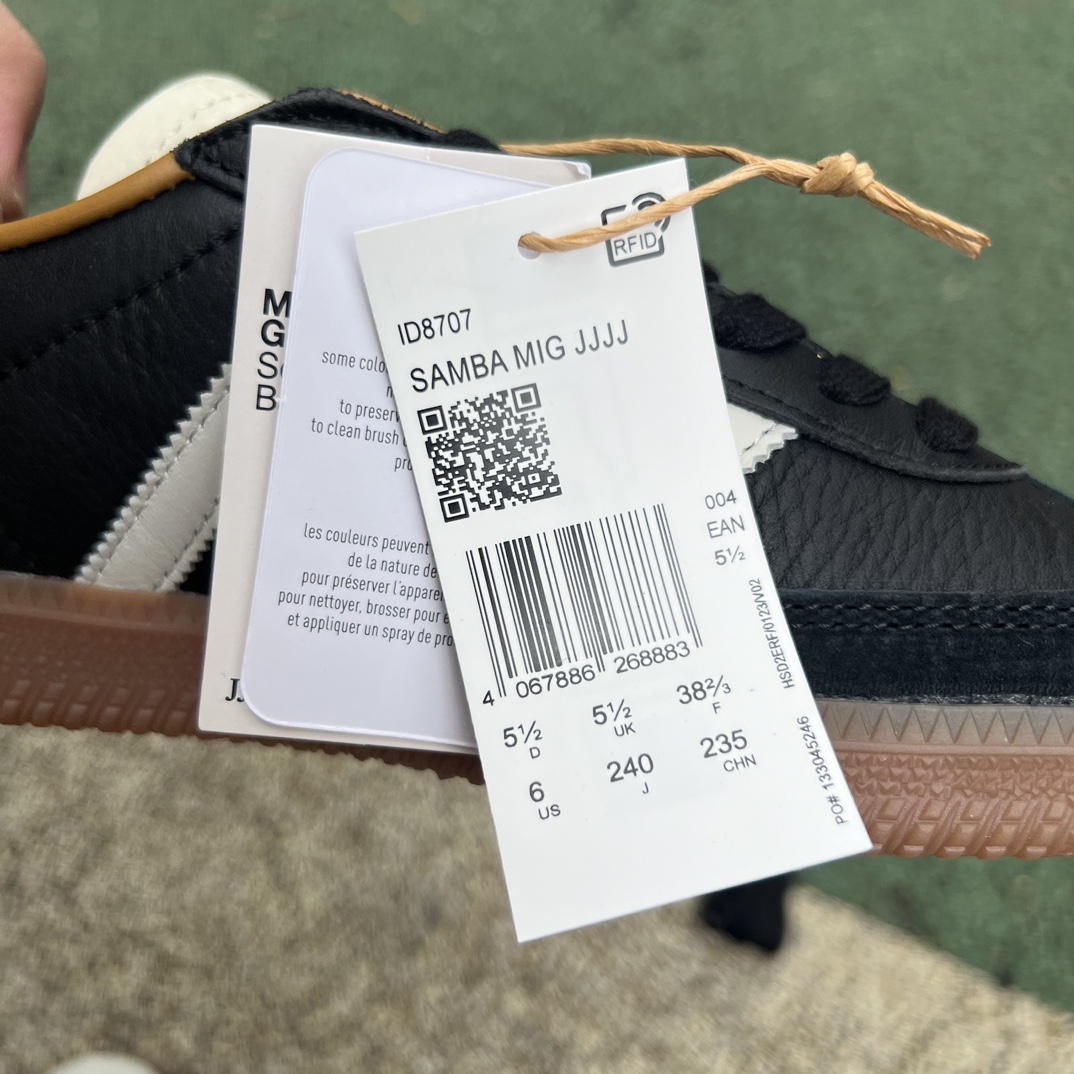 RFID
ID8707
SAMBA MIG JJJJ
004
EAN
5½
4 067886 268883
5½ D
5½ UK
38⅔ F
6 US
240 J
235 CHN
HS02ERF/0123/V02
PO# 133045246
some colo
to preserv
to clean brush
pro
les couleurs peuvent
de la nature de
pour préserver l'appare
pour nettoyer, brosser pour e
et appliquer un spray de pro
M
G
B